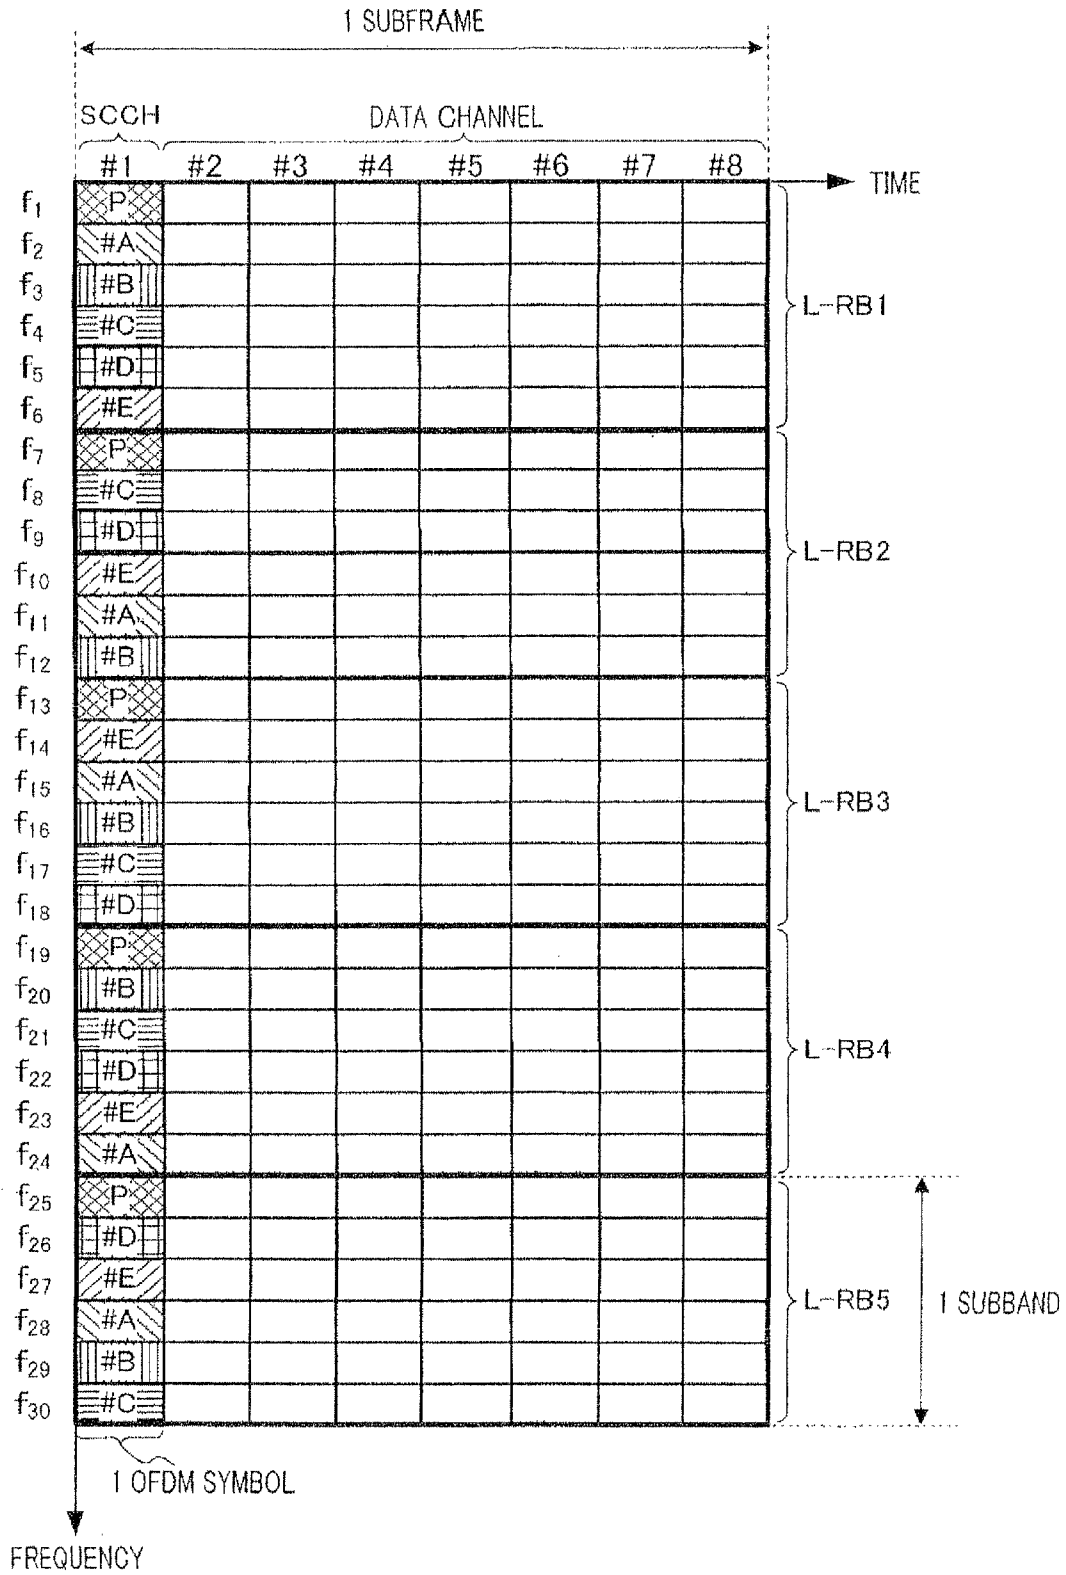 1 SUBFRAME
SCCH DATA CHANNEL
#1 #2 #3 #4 #5 #6 #7 #8
TIME
f1 P
f2 #A
f3 #B
f4 #C
f5 #D
f6 #E
L-RB1
f7 P
f8 #C
f9 #D
f10 #E
f11 #A
f12 #B
L-RB2
f13 P
f14 #E
f15 #A
f16 #B
f17 #C
f18 #D
L-RB3
f19 P
f20 #B
f21 #C
f22 #D
f23 #E
f24 #A
L-RB4
f25 P
f26 #D
f27 #E
f28 #A
f29 #B
f30 #C
L-RB5
1 SUBBAND
1 OFDM SYMBOL
FREQUENCY